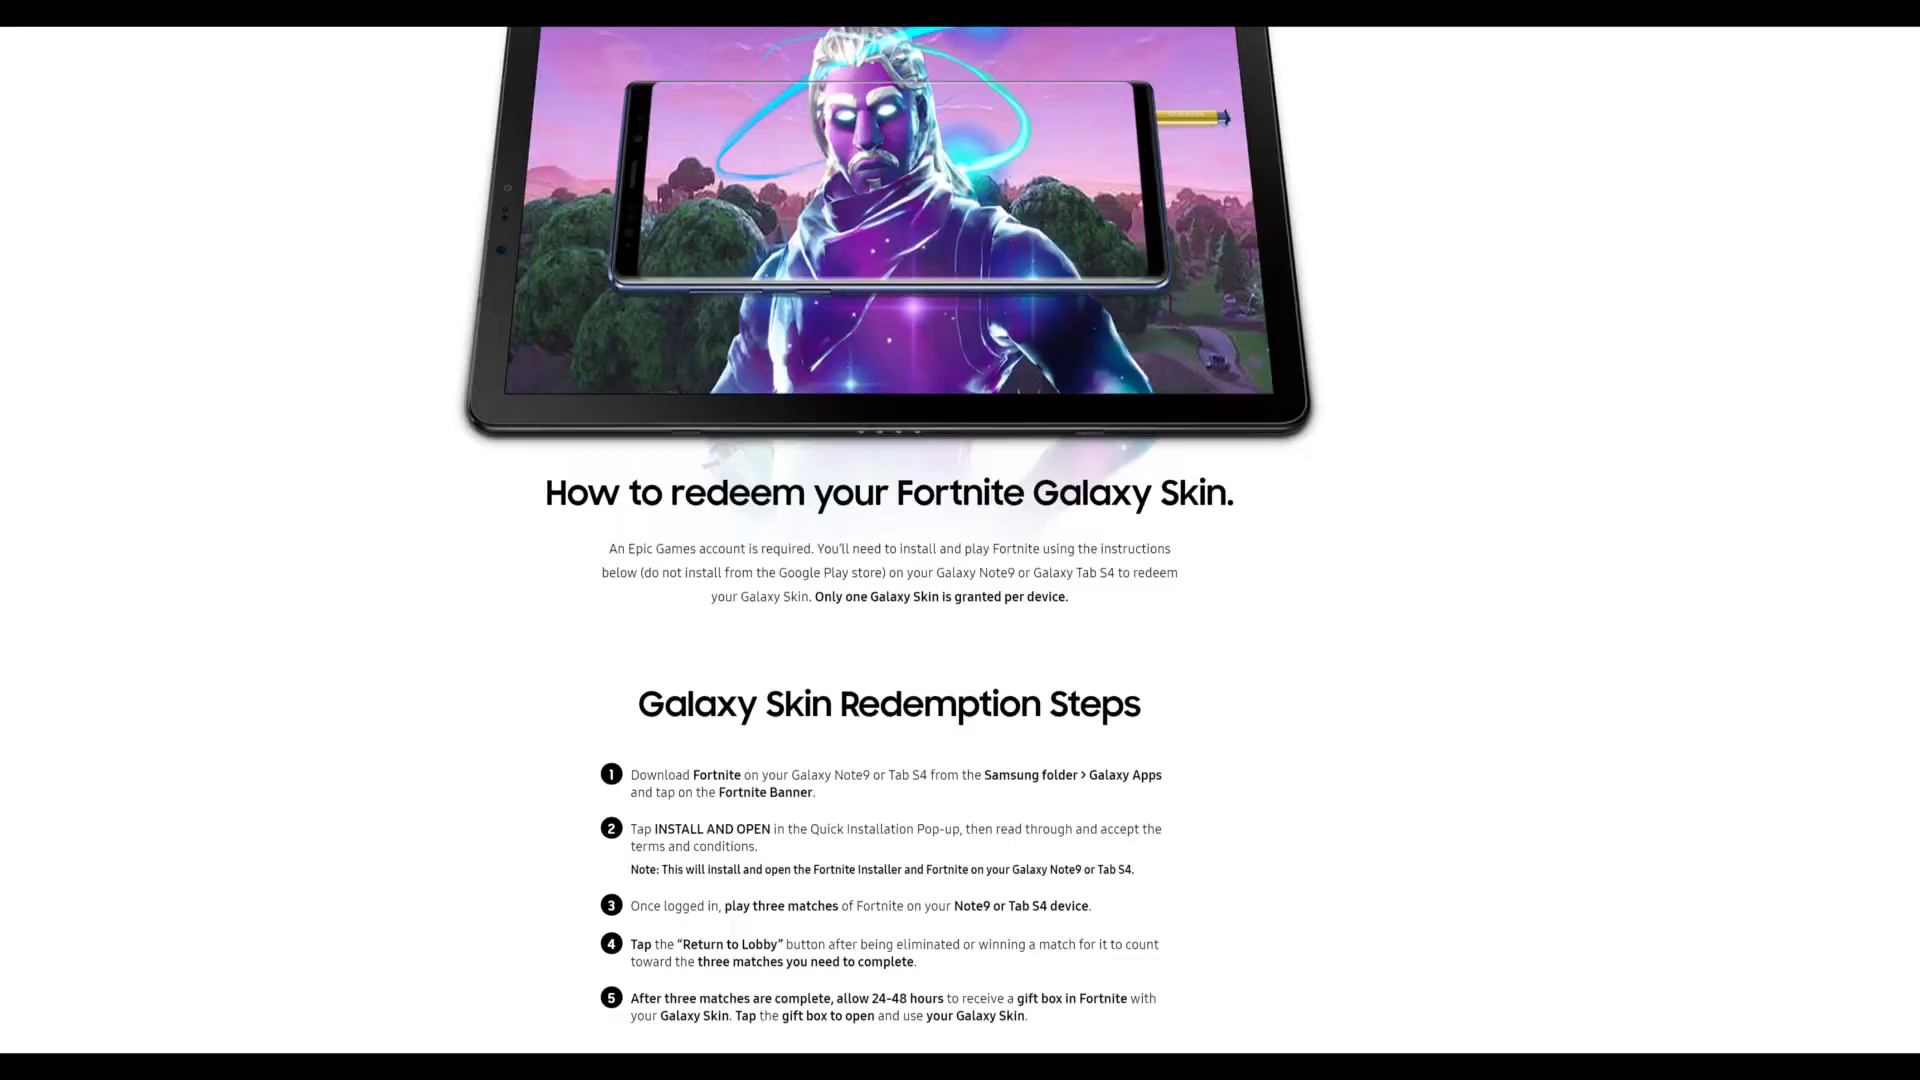 How to redeem your Fortnite Galaxy Skin.
An Epic Games account is required. You'll need to install and play Fortnite using the instructions
below (do not install from the Google Play store) on your Galaxy Note9 or Galaxy Tab S4 to redeem
your Galaxy Skin. Only one Galaxy Skin is granted per device.
Galaxy Skin Redemption Steps
1 Download Fortnite on your Galaxy Note9 or Tab S4 from the Samsung folder > Galaxy Apps
and tap on the Fortnite Banner.
2 Tap INSTALL AND OPEN in the Quick Installation Pop-up, then read through and accept the
terms and conditions.
Note: This will install and open the Fortnite Installer and Fortnite on your Galaxy Note9 or Tab S4.
3 Once logged in, play three matches of Fortnite on your Note9 or Tab S4 device.
4 Tap the “Return to Lobby” button after being eliminated or winning a match for it to count
toward the three matches you need to complete.
5 After three matches are complete, allow 24-48 hours to receive a gift box in Fortnite with
your Galaxy Skin. Tap the gift box to open and use your Galaxy Skin.